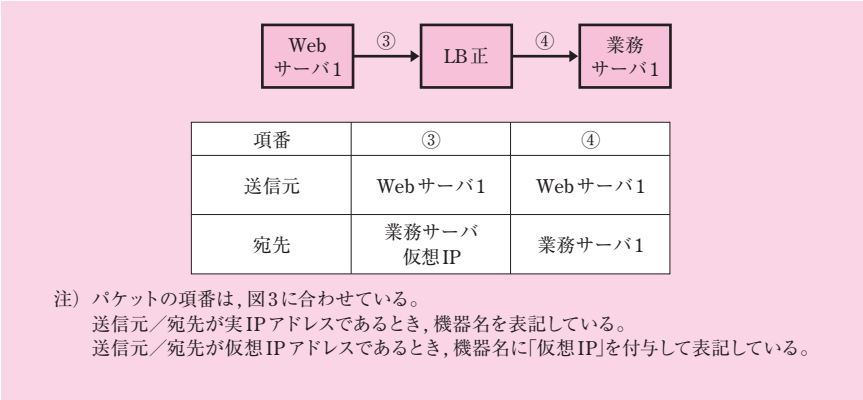 Web
サーバ1
③
LB正
④
業務
サーバ1
項番 ③ ④
送信元 Webサーバ1 Webサーバ1
宛先 業務サーバ
仮想IP 業務サーバ1
注）パケットの項番は，図3に合わせている。
送信元／宛先が実IPアドレスであるとき，機器名を表記している。
送信元／宛先が仮想IPアドレスであるとき，機器名に「仮想IP」を付与して表記している。